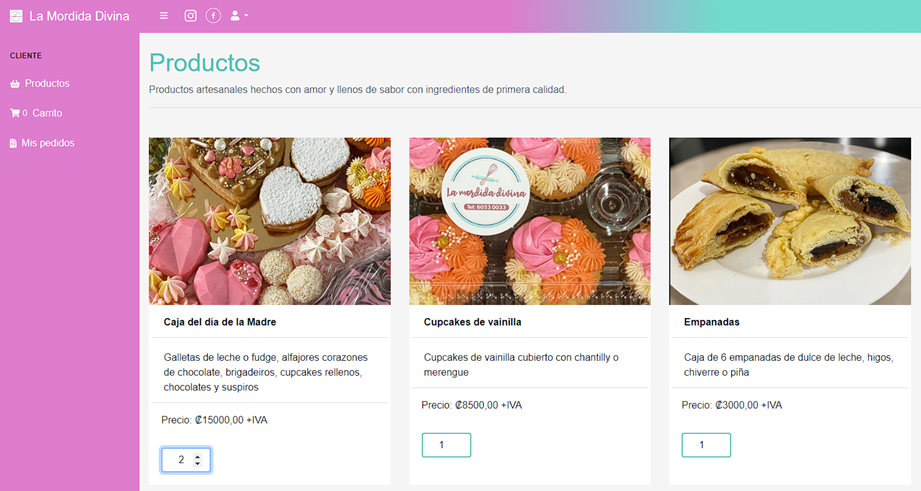 La Mordida Divina
CLIENTE
Productos
0 Carrito
Mis pedidos
Productos
Productos artesanales hechos con amor y llenos de sabor con ingredientes de primera calidad.
La mordida divina
Tel: 6053 0033
Caja del dia de la Madre
Galletas de leche o fudge, alfajores corazones
de chocolate, brigadeiros, cupcakes rellenos,
chocolates y suspiros
Precio: ₡15000,00 +IVA
2
Cupcakes de vainilla
Cupcakes de vainilla cubierto con chantilly o
merengue
Precio: ₡8500,00 +IVA
1
Empanadas
Caja de 6 empanadas de dulce de leche, higos,
chiverre o piña
Precio: ₡3000,00 +IVA
1